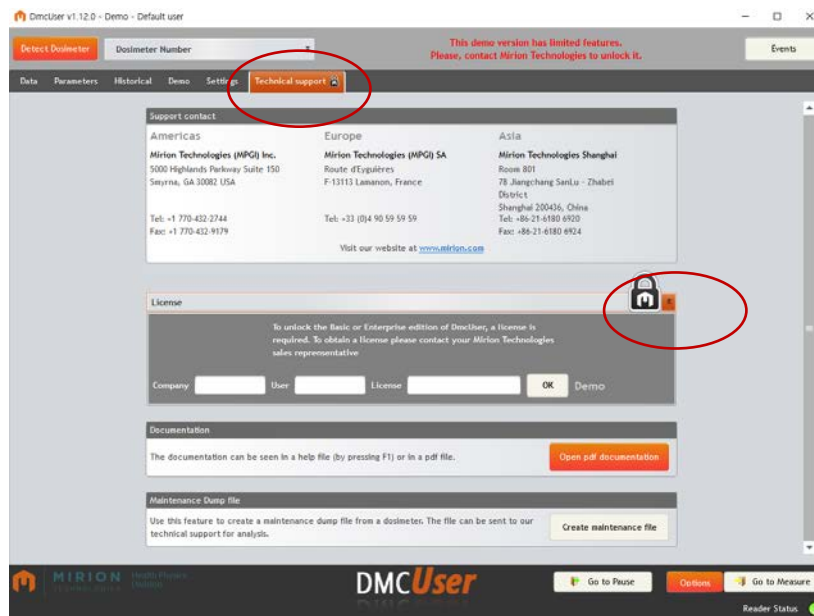 DmcUser v1.12.0 - Demo - Default user
Detect Dosimeter
Dosimeter Number
This demo version has limited features.
Please, contact Mirion Technologies to unlock it.
Events
Data Parameters Historical Demo Settings Technical support
Support contact
Americas
Mirion Technologies (MPGI) Inc.
5000 Highlands Parkway Suite 150
Smyrna, GA 30082 USA
Tel: +1 770-432-2744
Fax: +1 770-432-9179
Europe
Mirion Technologies (MPGI) SA
Route d'Eyguières
F-13113 Lamanon, France
Tel: +33 (0)4 90 59 59 59
Asia
Mirion Technologies Shanghai
Room 801
78 Jiangchang SanLu - Zhabei
District
Shanghai 200436, China
Tel: +86-21-6180 6920
Fax: +86-21-6180 6924
Visit our website at www.mirion.com
License
To unlock the Basic or Enterprise edition of DmcUser, a license is
required. To obtain a license please contact your Mirion Technologies
sales reprensentative
Company User License OK Demo
Documentation
The documentation can be seen in a help file (by pressing F1) or in a pdf file.
Open pdf documentation
Maintenance Dump file
Use this feature to create a maintenance dump file from a dosimeter. The file can be sent to our
technical support for analysis.
Create maintenance file
MIRION
TECHNOLOGIES
Health Physics
Division
DMCUser
Go to Pause
Options
Go to Measure
Reader Status